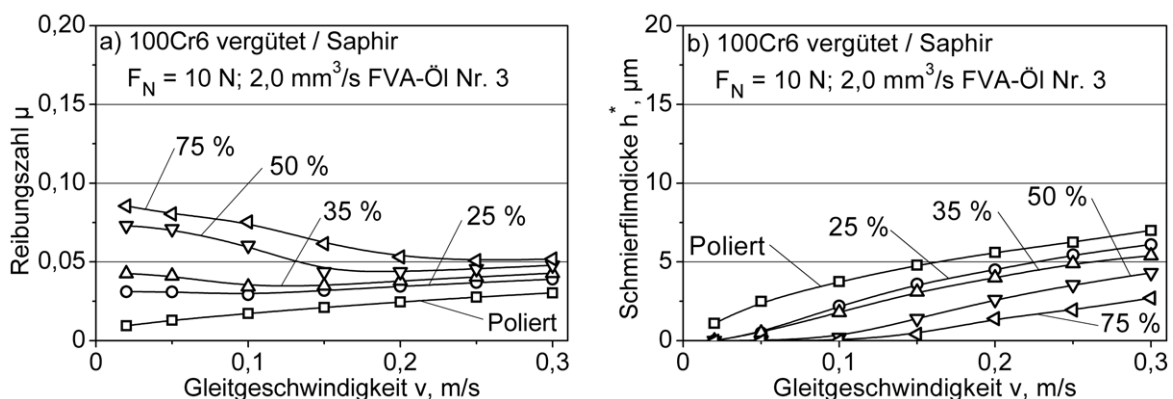 0,20
a) 100Cr6 vergütet / Saphir
F_N = 10 N; 2,0 mm³/s FVA-Öl Nr. 3
0,15
75 %
50 %
0,10
35 %
25 %
0,05
Poliert
0
0
0,1
0,2
0,3
Reibungszahl µ
Gleitgeschwindigkeit v, m/s
20
b) 100Cr6 vergütet / Saphir
F_N = 10 N; 2,0 mm³/s FVA-Öl Nr. 3
15
10
50 %
35 %
25 %
Poliert
5
75 %
0
0
0,1
0,2
0,3
Schmierfilmdicke h*, µm
Gleitgeschwindigkeit v, m/s